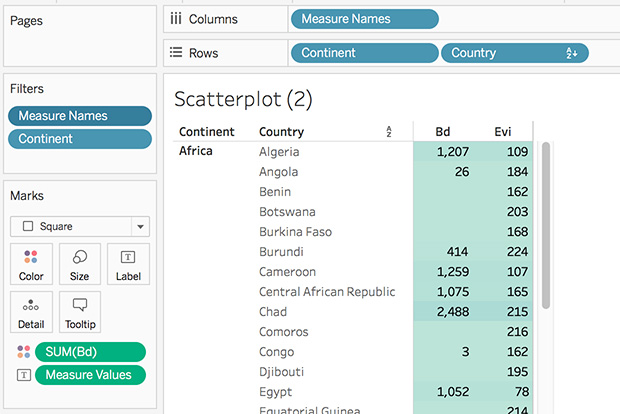 Pages
Columns Measure Names
Rows Continent Country
Filters
Measure Names
Continent
Marks
Square
Color Size Label
Detail Tooltip
SUM(Bd)
Measure Values
Scatterplot (2)
Continent Country Bd Evi
Africa Algeria 1,207 109
Angola 26 184
Benin 162
Botswana 203
Burkina Faso 168
Burundi 414 224
Cameroon 1,259 107
Central African Republic 1,075 165
Chad 2,488 215
Comoros 216
Congo 3 162
Djibouti 195
Egypt 1,052 78
Equatorial Guinea 214